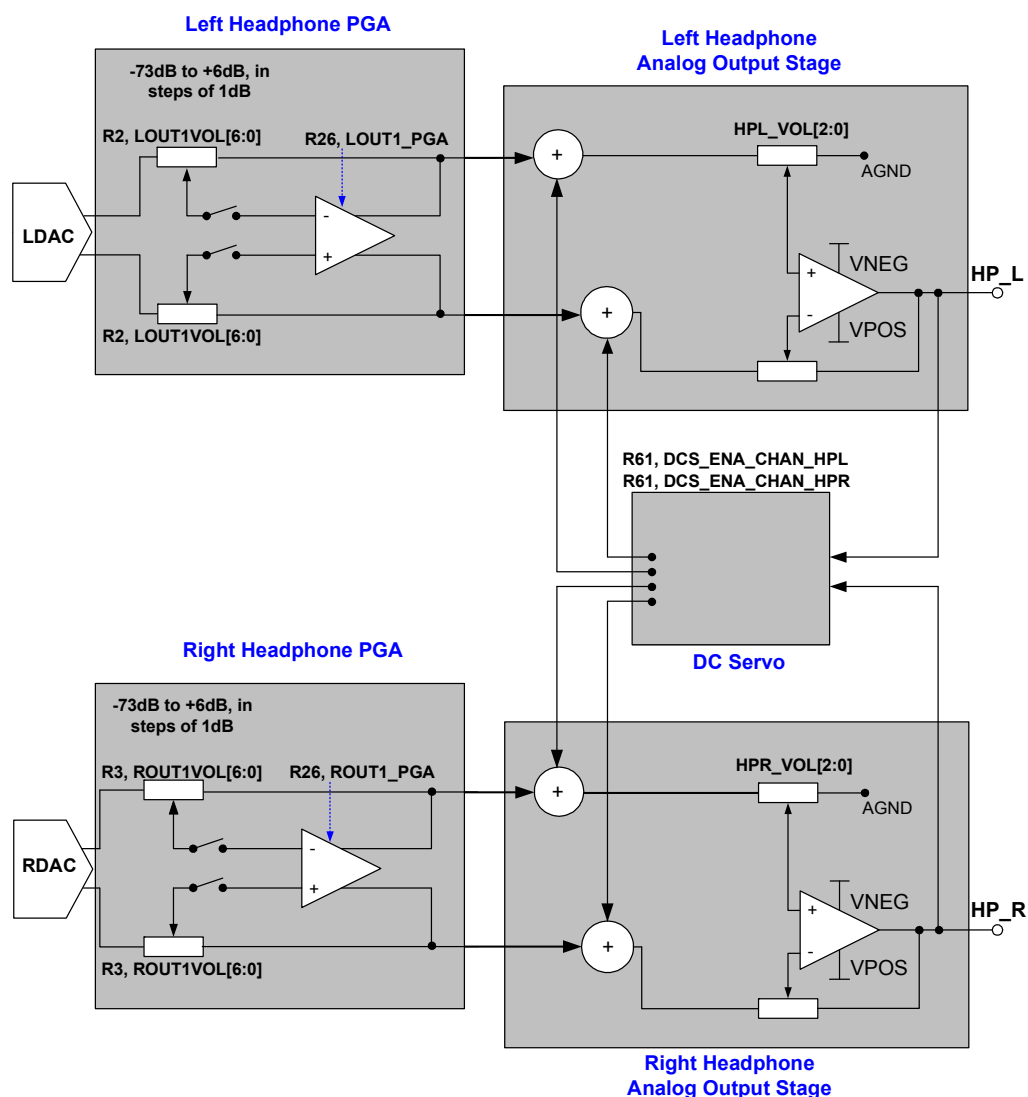 Left Headphone PGA
-73dB to +6dB, in
steps of 1dB
R2, LOUT1VOL[6:0]
R26, LOUT1_PGA
LDAC
-
+
R2, LOUT1VOL[6:0]
Left Headphone
Analog Output Stage
+
HPL_VOL[2:0]
AGND
+
VNEG
+
-
VPOS
HP_L
R61, DCS_ENA_CHAN_HPL
R61, DCS_ENA_CHAN_HPR
DC Servo
Right Headphone PGA
-73dB to +6dB, in
steps of 1dB
R3, ROUT1VOL[6:0]
R26, ROUT1_PGA
RDAC
-
+
R3, ROUT1VOL[6:0]
+
HPR_VOL[2:0]
AGND
+
VNEG
+
-
VPOS
HP_R
Right Headphone
Analog Output Stage